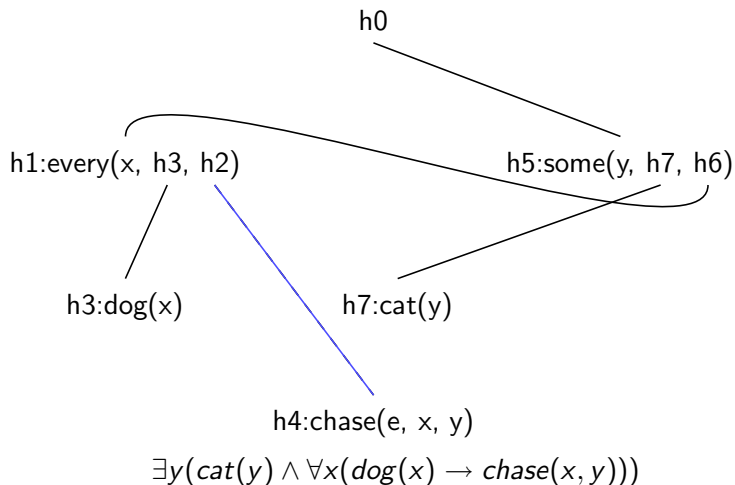 h0
h1:every(x, h3, h2) h5:some(y, h7, h6)
h3:dog(x) h7:cat(y)
h4:chase(e, x, y)
∃y(cat(y) ∧ ∀x(dog(x) → chase(x, y)))